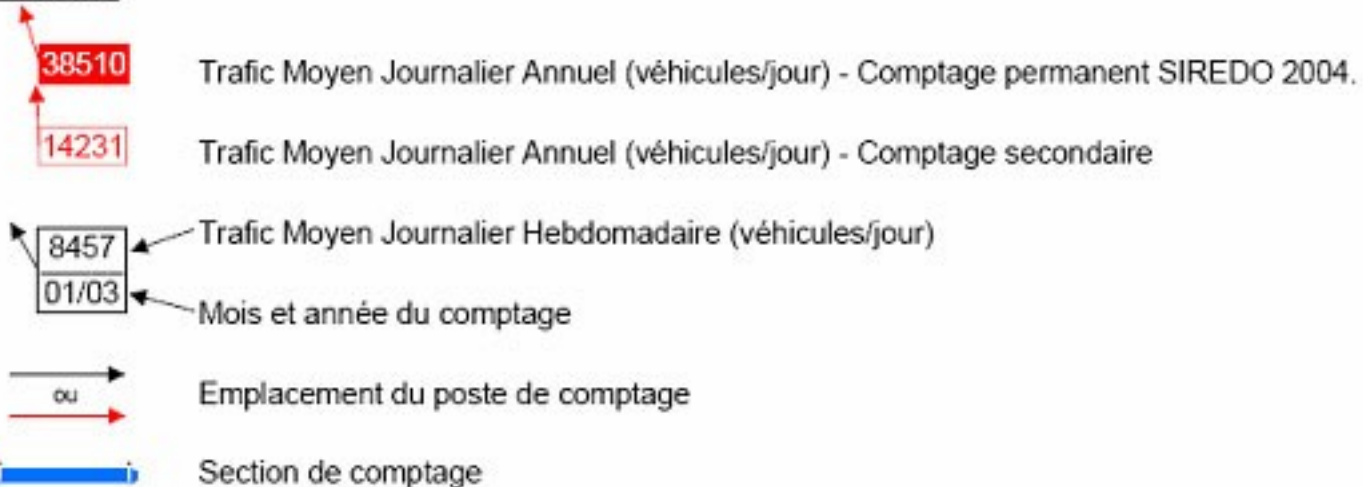 38510 Trafic Moyen Journalier Annuel (véhicules/jour) - Comptage permanent SIREDO 2004.
14231 Trafic Moyen Journalier Annuel (véhicules/jour) - Comptage secondaire
8457 Trafic Moyen Journalier Hebdomadaire (véhicules/jour)
01/03 Mois et année du comptage
ou Emplacement du poste de comptage
Section de comptage